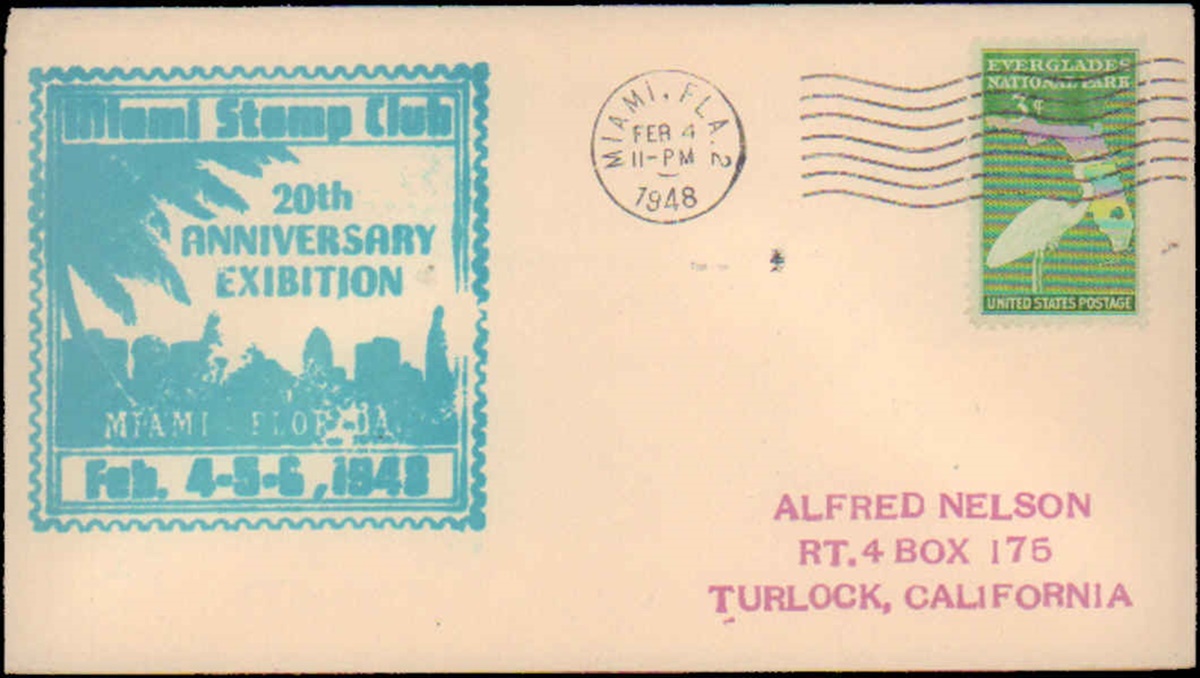 Miami Stamp Club
20th
ANNIVERSARY
EXIBITION
MIAMI FLORIDA
Feb. 4-5-6, 1948
MIAMI, FLA. 2
FEB 4
11-PM
1948
EVERGLADES
NATIONAL PARK
3¢
UNITED STATES POSTAGE
ALFRED NELSON
RT. 4 BOX 175
TURLOCK, CALIFORNIA